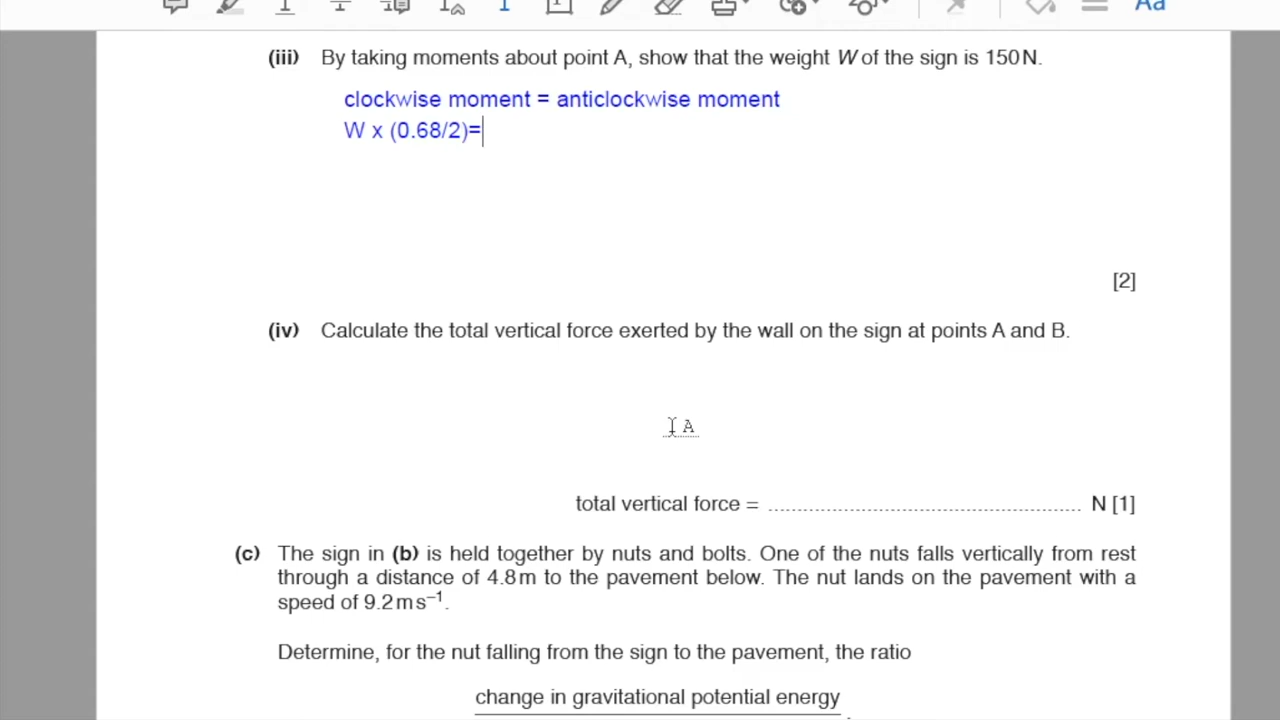 Aa
(iii) By taking moments about point A, show that the weight W of the sign is 150 N.
clockwise moment = anticlockwise moment
W x (0.68/2)=
[2]
(iv) Calculate the total vertical force exerted by the wall on the sign at points A and B.
A
total vertical force = ...................................................... N [1]
(c) The sign in (b) is held together by nuts and bolts. One of the nuts falls vertically from rest
through a distance of 4.8 m to the pavement below. The nut lands on the pavement with a
speed of 9.2 m s⁻¹.
Determine, for the nut falling from the sign to the pavement, the ratio
change in gravitational potential energy